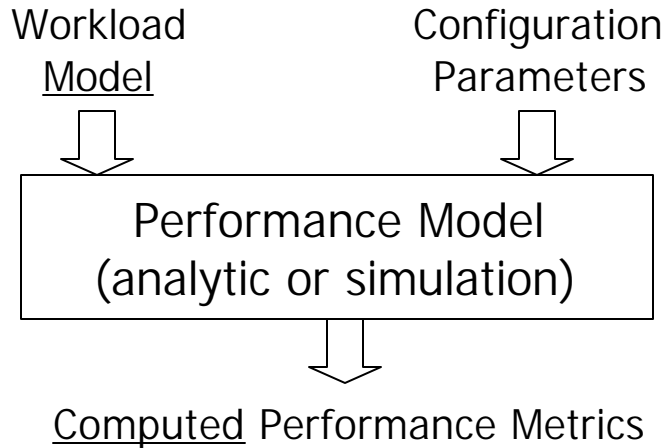 Workload
Model
Configuration
Parameters
Performance Model
(analytic or simulation)
Computed Performance Metrics